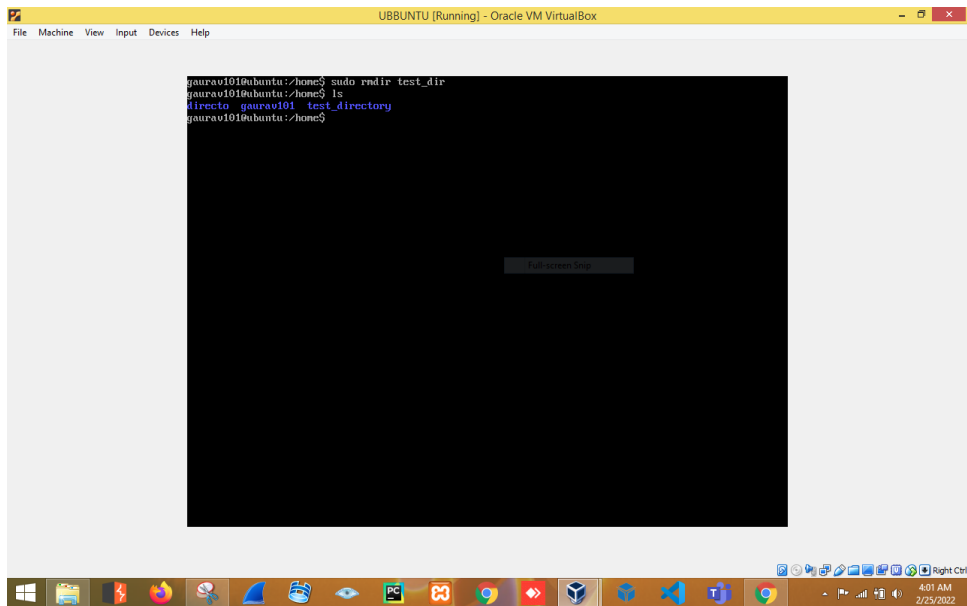 UBBUNTU [Running] - Oracle VM VirtualBox
File Machine View Input Devices Help
gaurav101@ubuntu:/home$ sudo rmdir test_dir
gaurav101@ubuntu:/home$ ls
directo gaurav101 test_directory
gaurav101@ubuntu:/home$
Full-screen Snip
Right Ctrl
PC
4:01 AM
2/25/2022